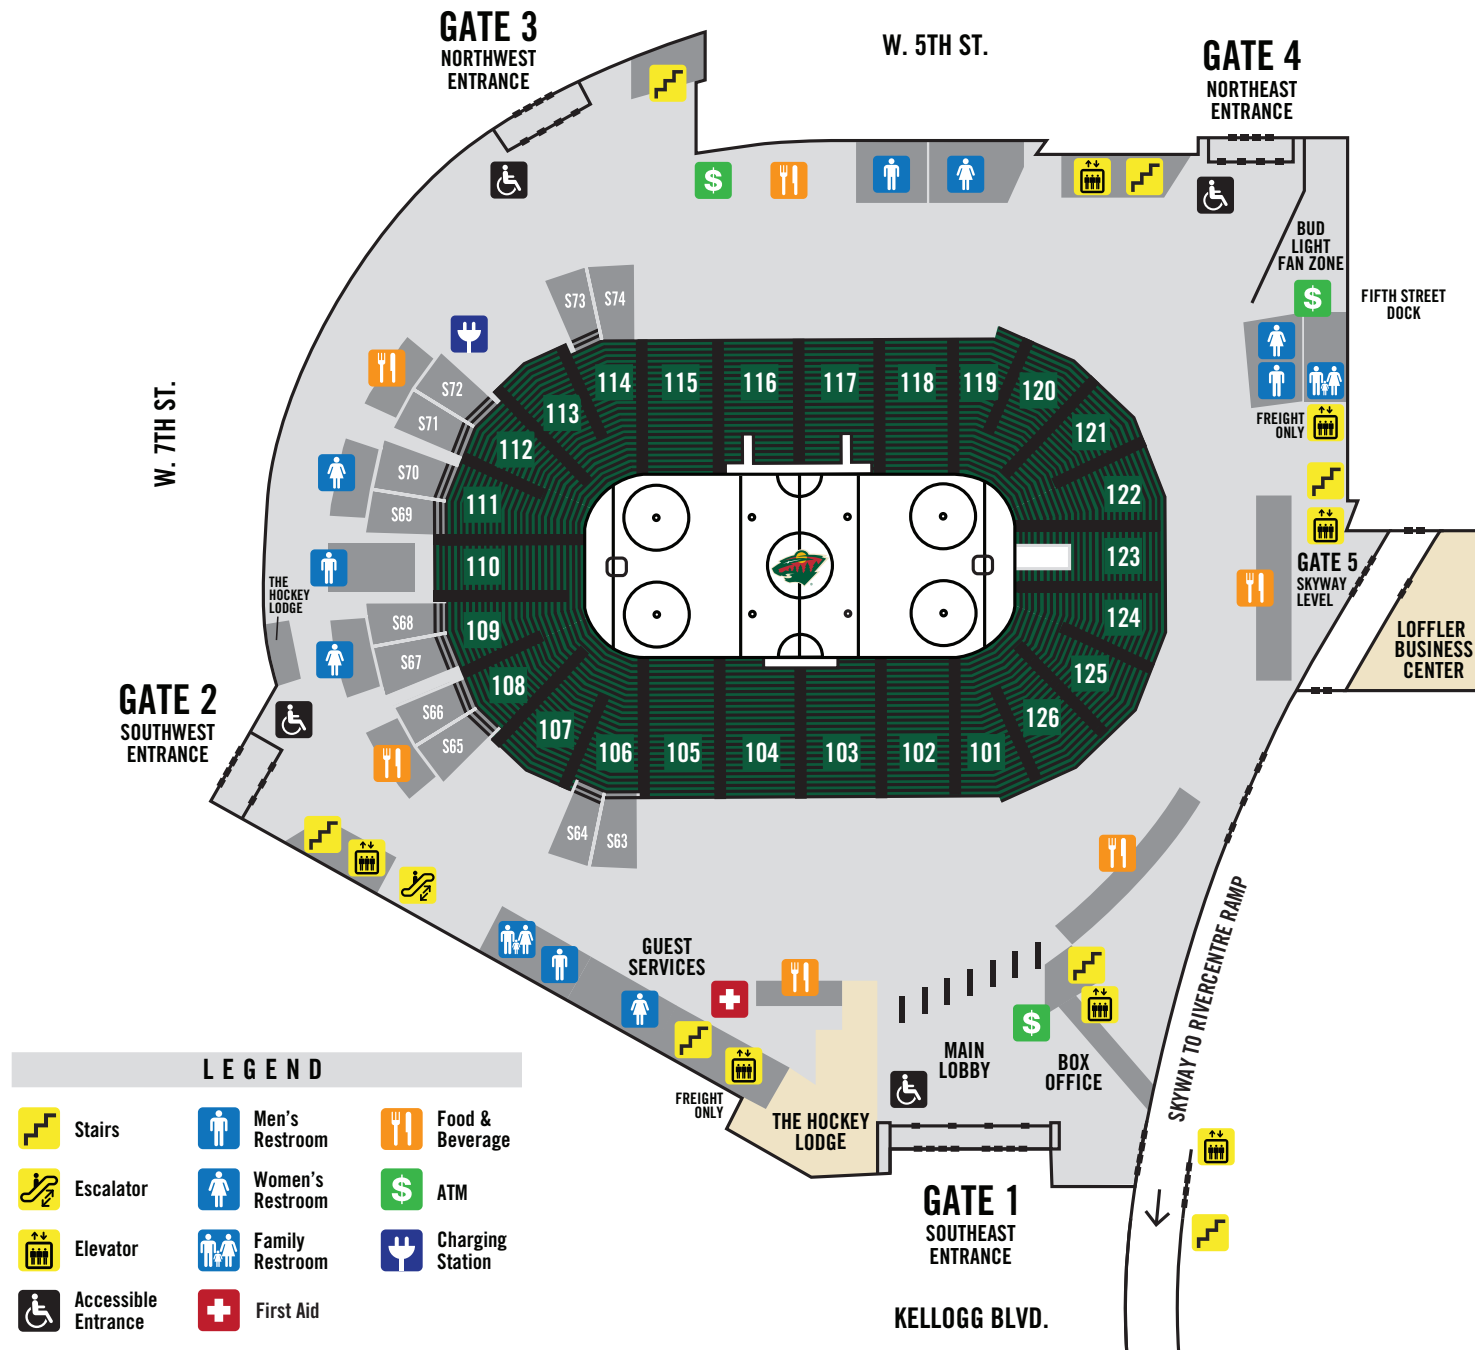 GATE 3
NORTHWEST
ENTRANCE
W. 5TH ST.
GATE 4
NORTHEAST
ENTRANCE
$
BUD
LIGHT
FAN ZONE
$
FIFTH STREET
DOCK
S73
S74
S72
S71
S70
S69
W. 7TH ST.
114
115
116
117
118
119
120
113
121
112
122
111
110
123
109
124
108
125
107
126
106
105
104
103
102
101
FREIGHT
ONLY
GATE 5
SKYWAY
LEVEL
LOFFLER
BUSINESS
CENTER
THE
HOCKEY
LODGE
S68
S67
S66
S65
S64
S63
GATE 2
SOUTHWEST
ENTRANCE
GUEST
SERVICES
SKYWAY TO RIVERCENTRE RAMP
$
MAIN
LOBBY
BOX
OFFICE
FREIGHT
ONLY
THE HOCKEY
LODGE
GATE 1
SOUTHEAST
ENTRANCE
KELLOGG BLVD.
LEGEND
Stairs
Men's
Restroom
Food &
Beverage
Escalator
Women's
Restroom
$
ATM
Elevator
Family
Restroom
Charging
Station
Accessible
Entrance
First Aid